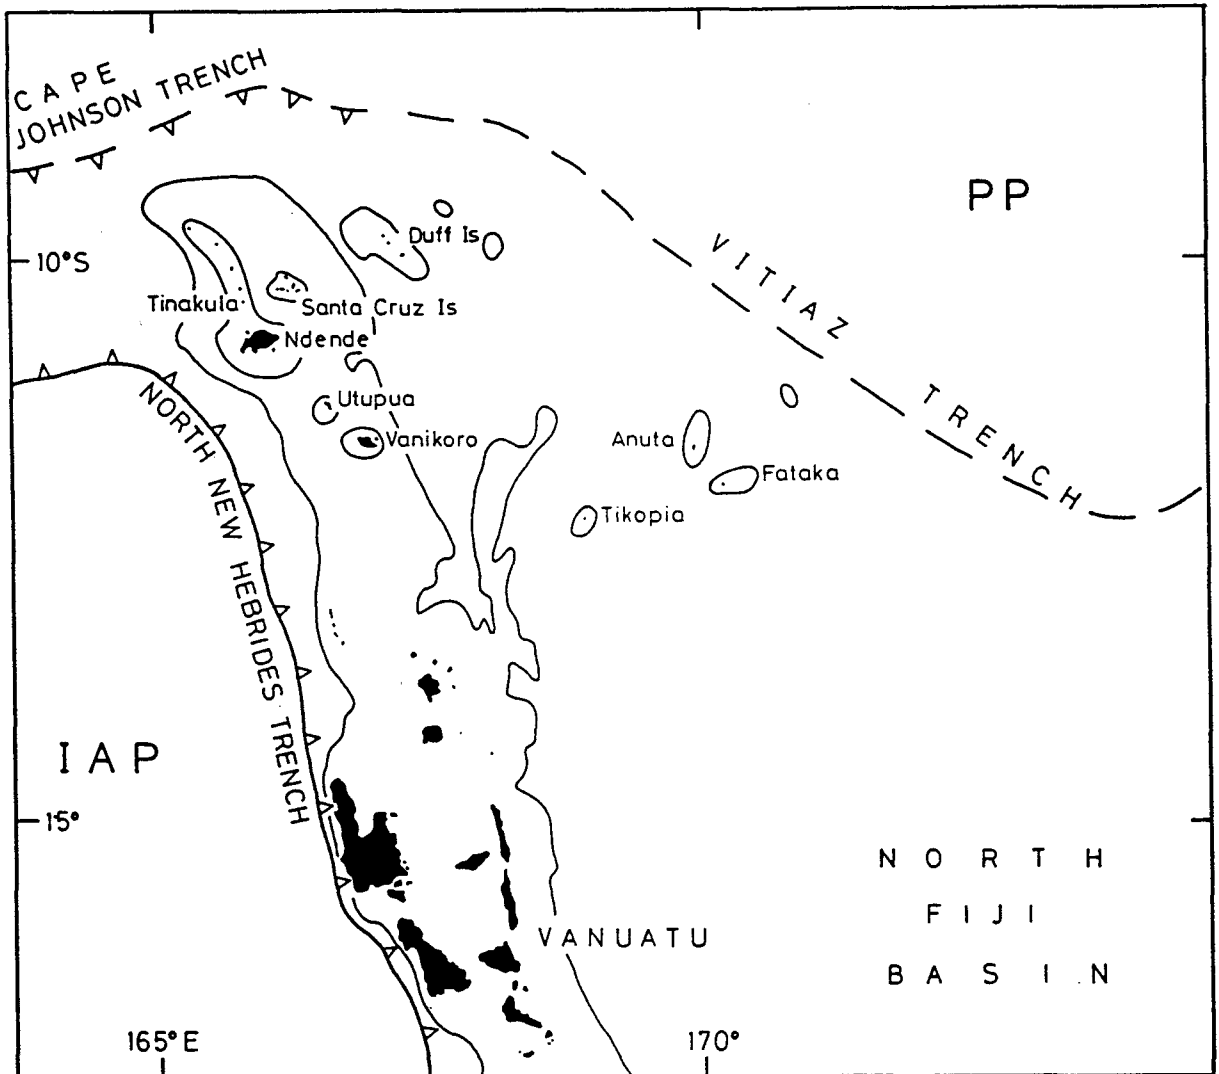 CAPE
JOHNSON TRENCH
PP
10°S
Duff Is
VITIAZ TRENCH
Tinakula
Santa Cruz Is
Ndende
Utupua
Vanikoro
Anuta
Fataka
Tikopia
NORTH NEW HEBRIDES TRENCH
IAP
15°
NORTH
FIJI
BASIN
VANUATU
165°E
170°